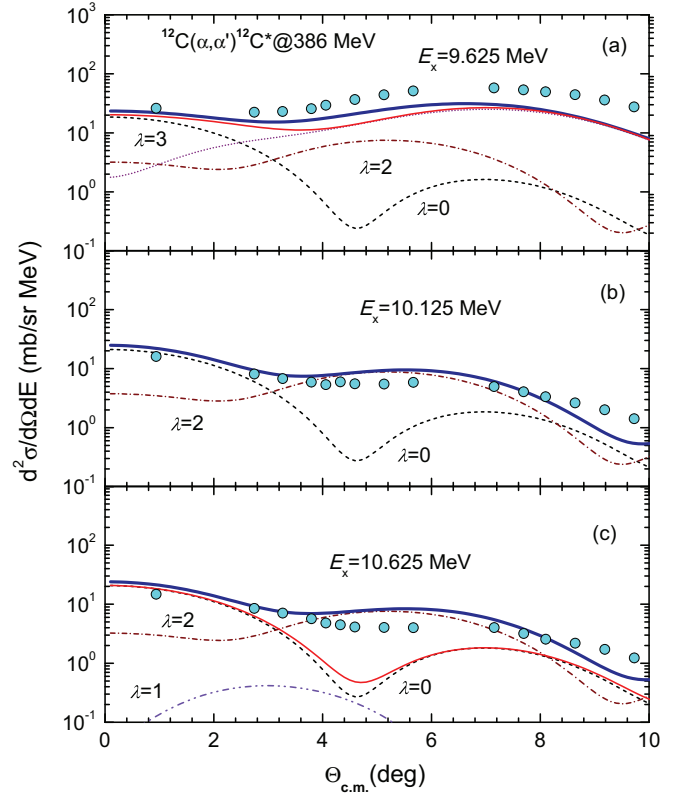 ¹²C(α,α')¹²C*@386 MeV
(a)
Eₓ=9.625 MeV
λ=3
λ=2
λ=0
10³
10²
10¹
10⁰
10⁻¹
(b)
Eₓ=10.125 MeV
λ=2
λ=0
10²
10¹
10⁰
10⁻¹
(c)
Eₓ=10.625 MeV
λ=2
λ=1
λ=0
10²
10¹
10⁰
10⁻¹
d²σ/dΩdE (mb/sr MeV)
0 2 4 6 8 10
Θc.m.(deg)